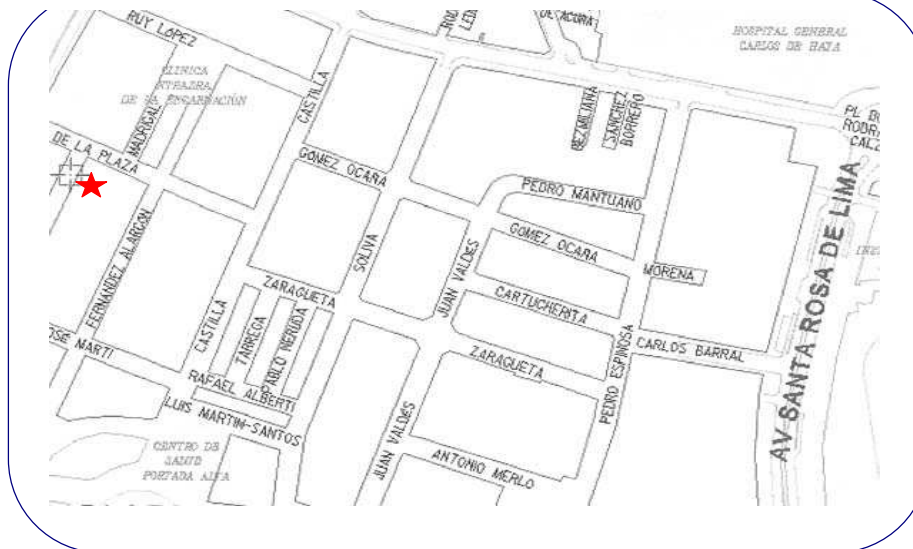 RUY LOPEZ
DE ACUÑA
HOSPITAL GENERAL
CARLOS DE HAYA
CLINICA
DE LA ENCARNACIÓN
MADRIGAL
CASTILLA
BEZMILIANA
SANCHEZ
BORRERO
DE LA PLAZA
GOMEZ OCAÑA
PEDRO MANTUANO
AV SANTA ROSA DE LIMA
FERNANDEZ ALARCON
SOLIVA
JUAN VALDES
GOMEZ OCAÑA
MORENA
ZARAGUETA
CARTUCHERITA
CASTILLA
TARREGA
PABLO NERUDA
JOSE MARTI
ZARAGUETA
PEDRO ESPINOSA
CARLOS BARRAL
RAFAEL ALBERTI
LUIS MARTIN-SANTOS
JUAN VALDES
ANTONIO MERLO
CENTRO DE
SALUD
PORTADA ALTA